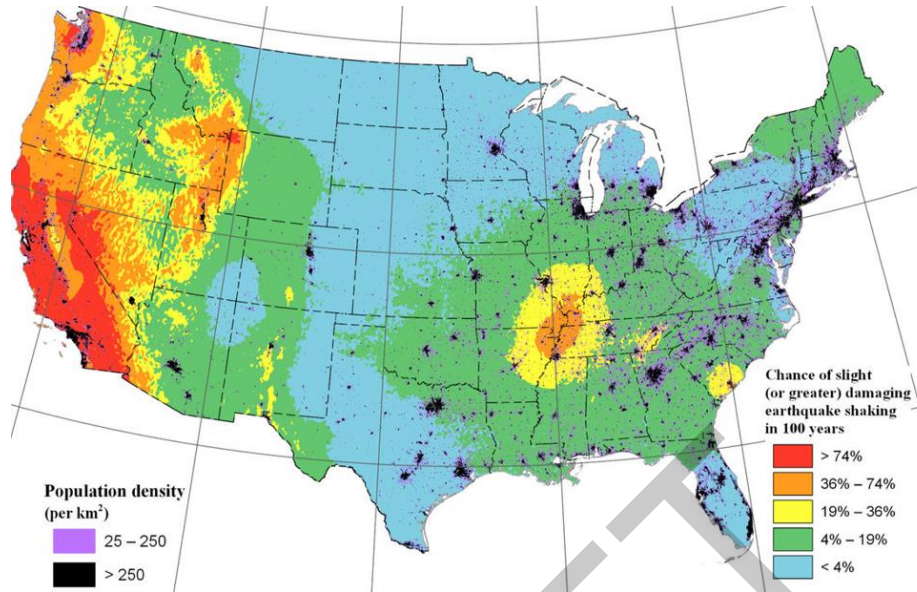 Chance of slight
(or greater) damaging
earthquake shaking
in 100 years
> 74%
36% – 74%
19% – 36%
4% – 19%
< 4%
Population density
(per km²)
25 – 250
> 250